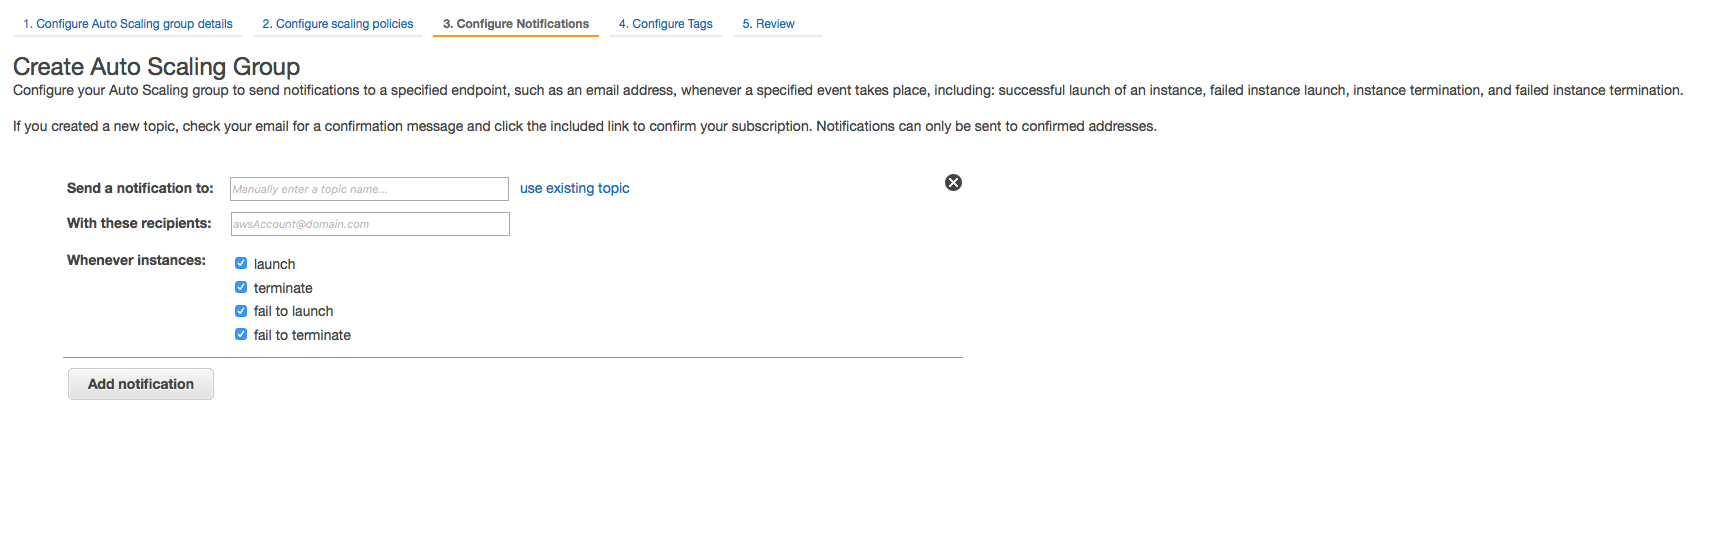 1. Configure Auto Scaling group details 2. Configure scaling policies 3. Configure Notifications 4. Configure Tags 5. Review
Create Auto Scaling Group
Configure your Auto Scaling group to send notifications to a specified endpoint, such as an email address, whenever a specified event takes place, including: successful launch of an instance, failed instance launch, instance termination, and failed instance termination.
If you created a new topic, check your email for a confirmation message and click the included link to confirm your subscription. Notifications can only be sent to confirmed addresses.
Send a notification to: Manually enter a topic name... use existing topic
With these recipients: awsAccount@domain.com
Whenever instances: launch
terminate
fail to launch
fail to terminate
Add notification